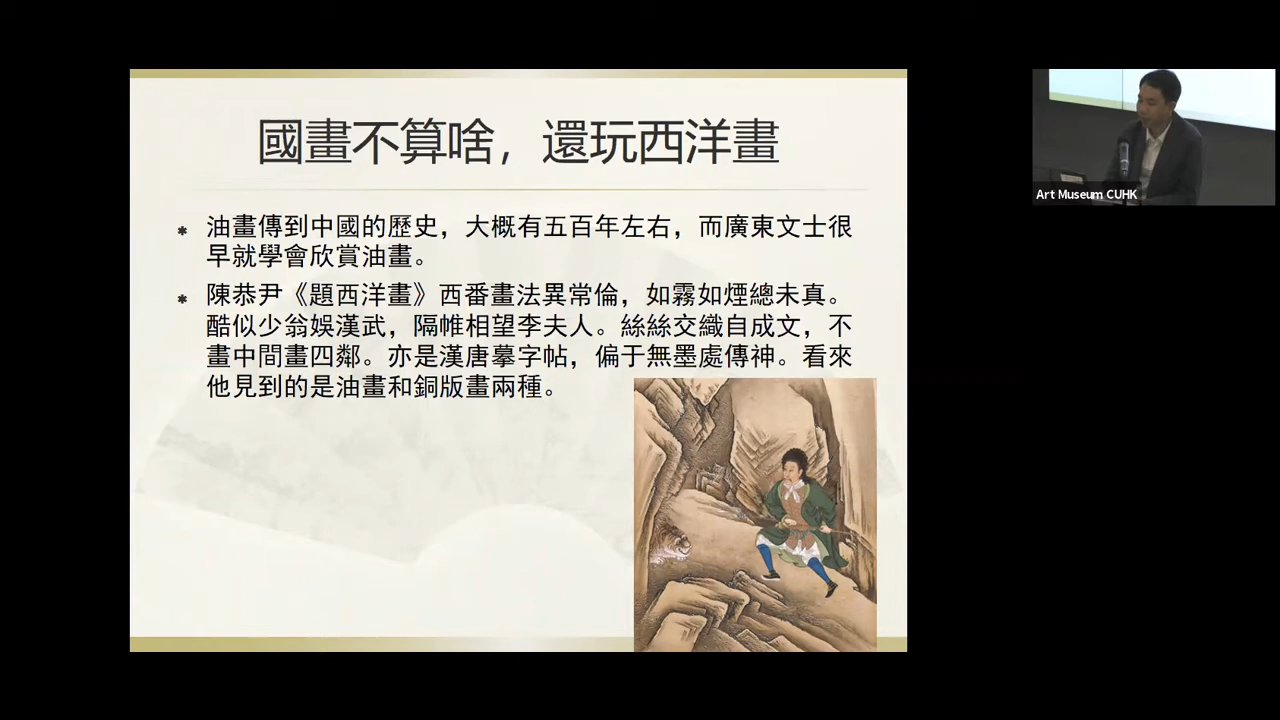 國畫不算啥，還玩西洋畫
油畫傳到中國的歷史，大概有五百年左右，而廣東文士很
早就學會欣賞油畫。
陳恭尹《題西洋畫》西番畫法異常倫，如霧如煙總未真。
酷似少翁娛漢武，隔帷相望李夫人。絲絲交織自成文，不
畫中間畫四鄰。亦是漢唐摹字帖，偏于無墨處傳神。看來
他見到的是油畫和銅版畫兩種。
Art Museum CUHK